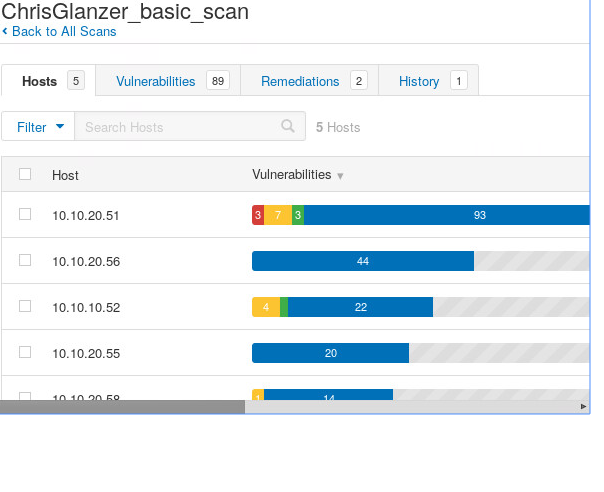 ChrisGlanzer_basic_scan
Back to All Scans
Hosts 5 Vulnerabilities 89 Remediations 2 History 1
Filter Search Hosts 5 Hosts
Host Vulnerabilities
10.10.20.51 3 7 3 93
10.10.20.56 44
10.10.10.52 4 22
10.10.20.55 20
10.10.20.58 1 14